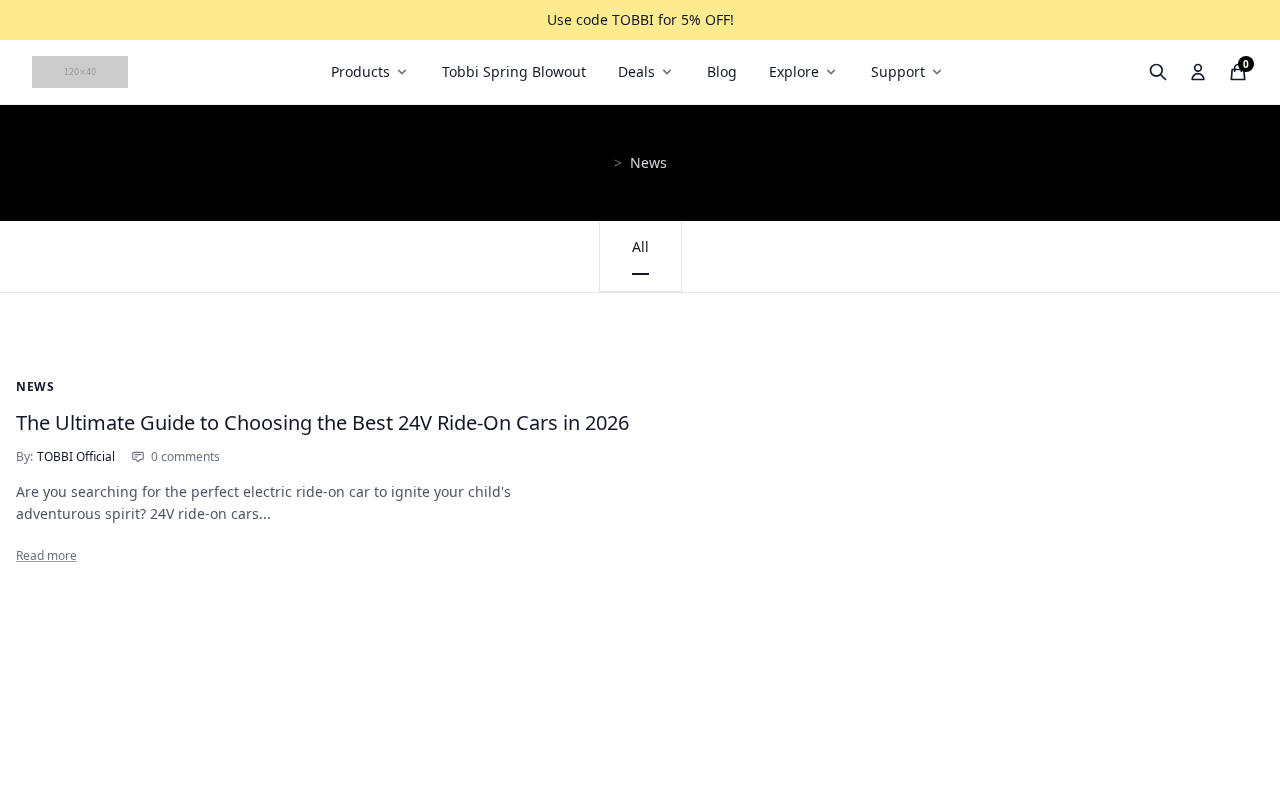 Use code TOBBI for 5% OFF!
120×40
Products
Tobbi Spring Blowout
Deals
Blog
Explore
Support
0
> News
All
NEWS
The Ultimate Guide to Choosing the Best 24V Ride-On Cars in 2026
By: TOBBI Official 0 comments
Are you searching for the perfect electric ride-on car to ignite your child's
adventurous spirit? 24V ride-on cars...
Read more